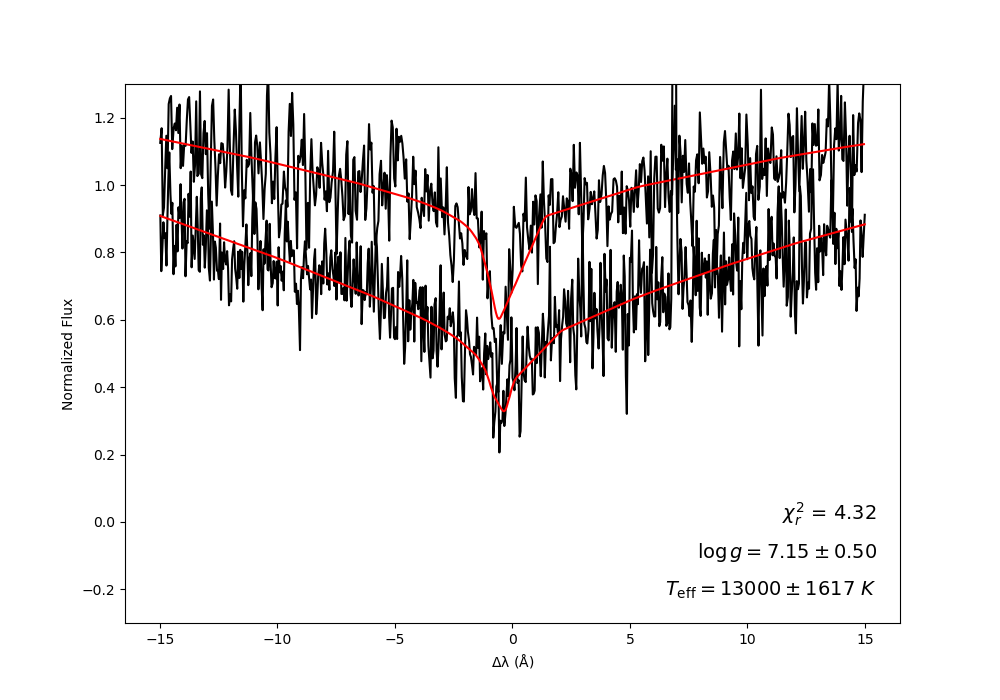 1.2
1.0
0.8
0.6
0.4
0.2
0.0
−0.2
Normalized Flux
χ²ᵣ = 4.32
log g = 7.15 ± 0.50
T_eff = 13000 ± 1617 K
−15 −10 −5 0 5 10 15
Δλ (Å)